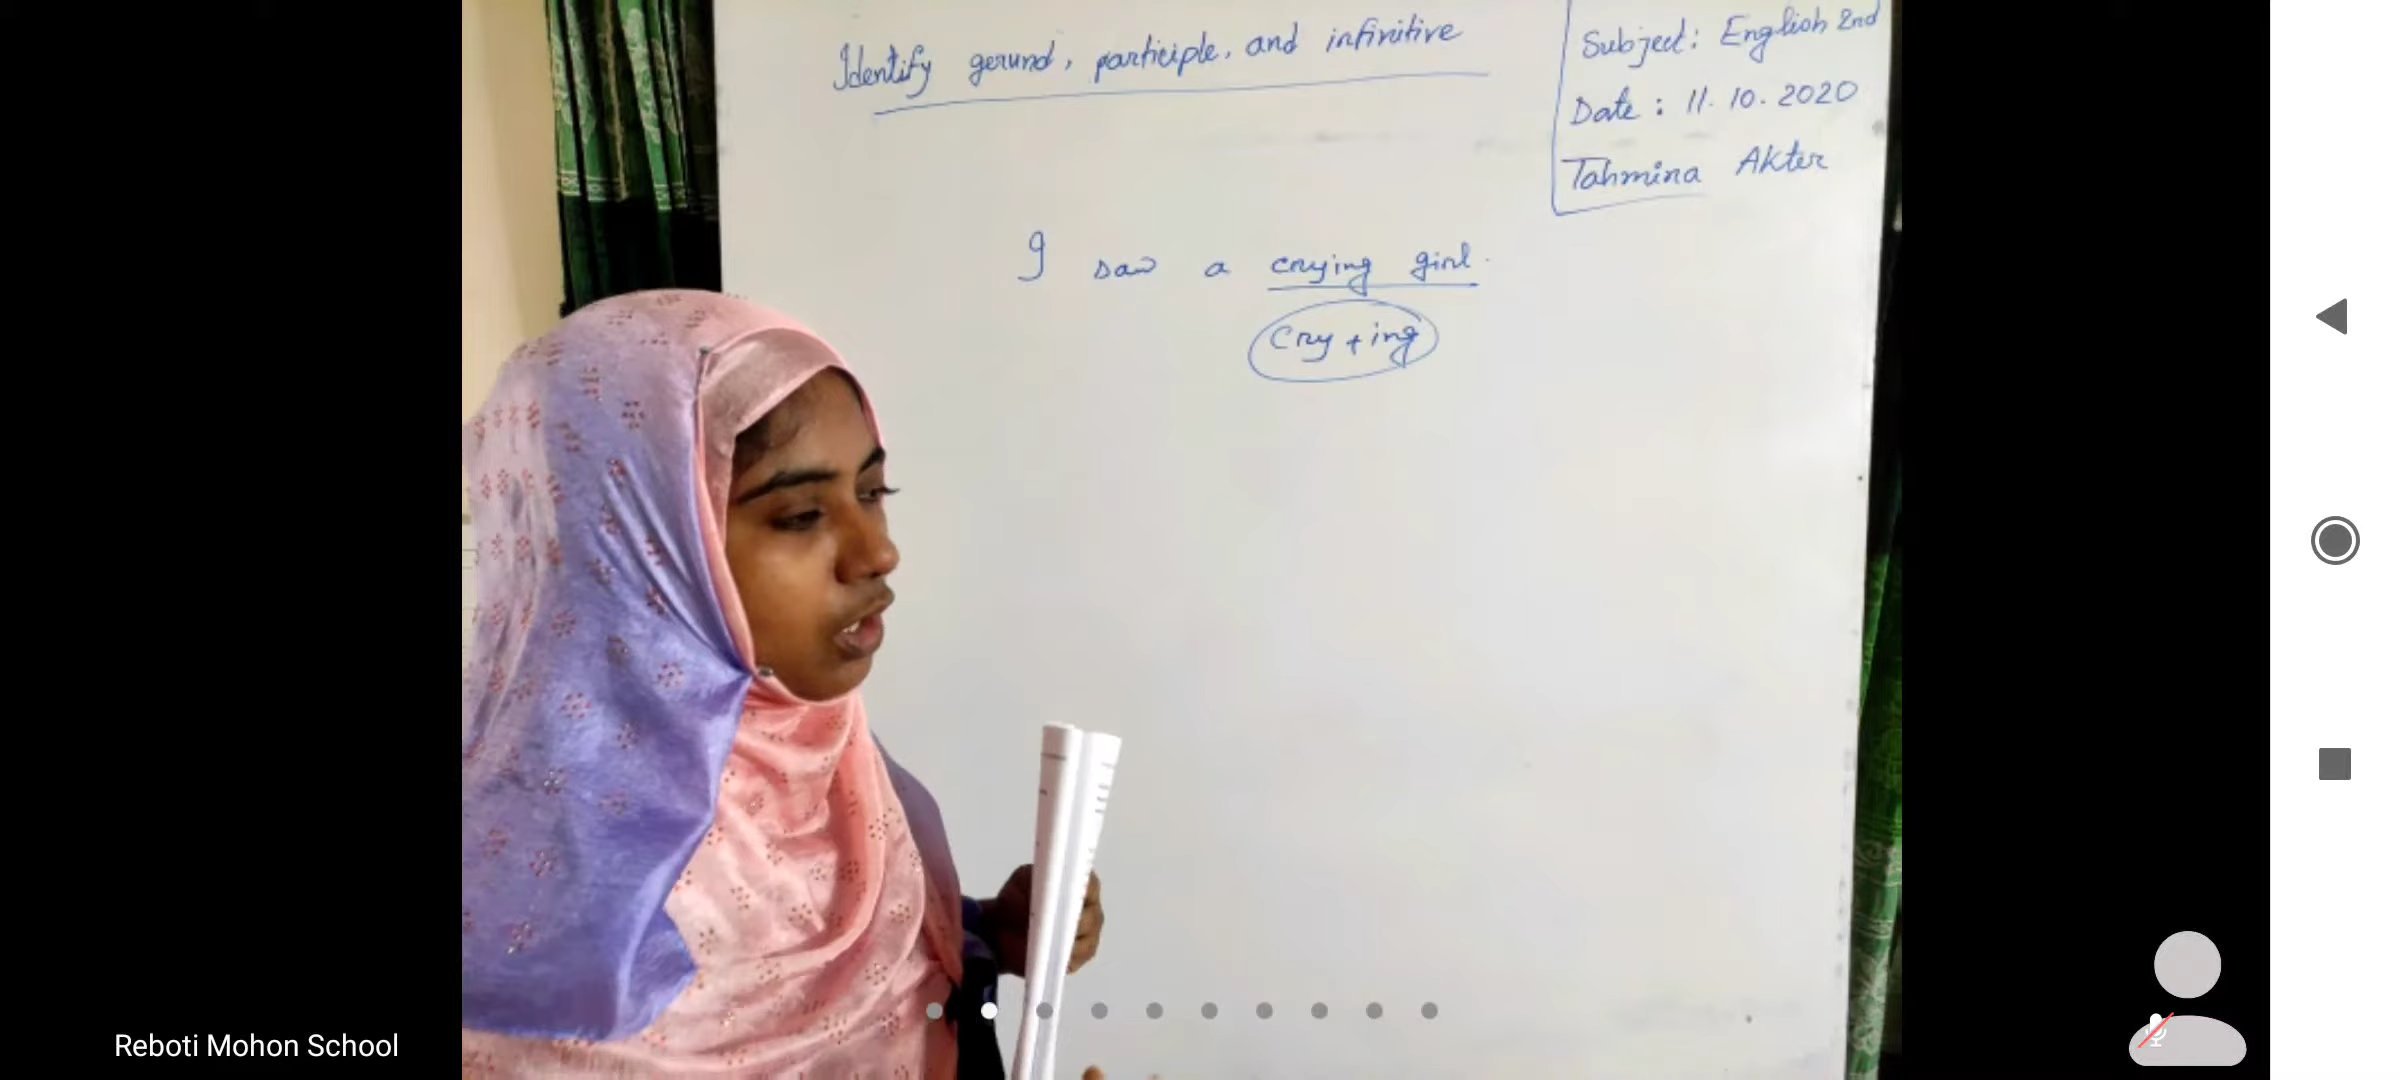 Identify gerund, participle, and infinitive
Subject: English 2nd
Date: 11.10.2020
Tahmina Akter
I saw a crying girl.
Cry + ing
Reboti Mohon School